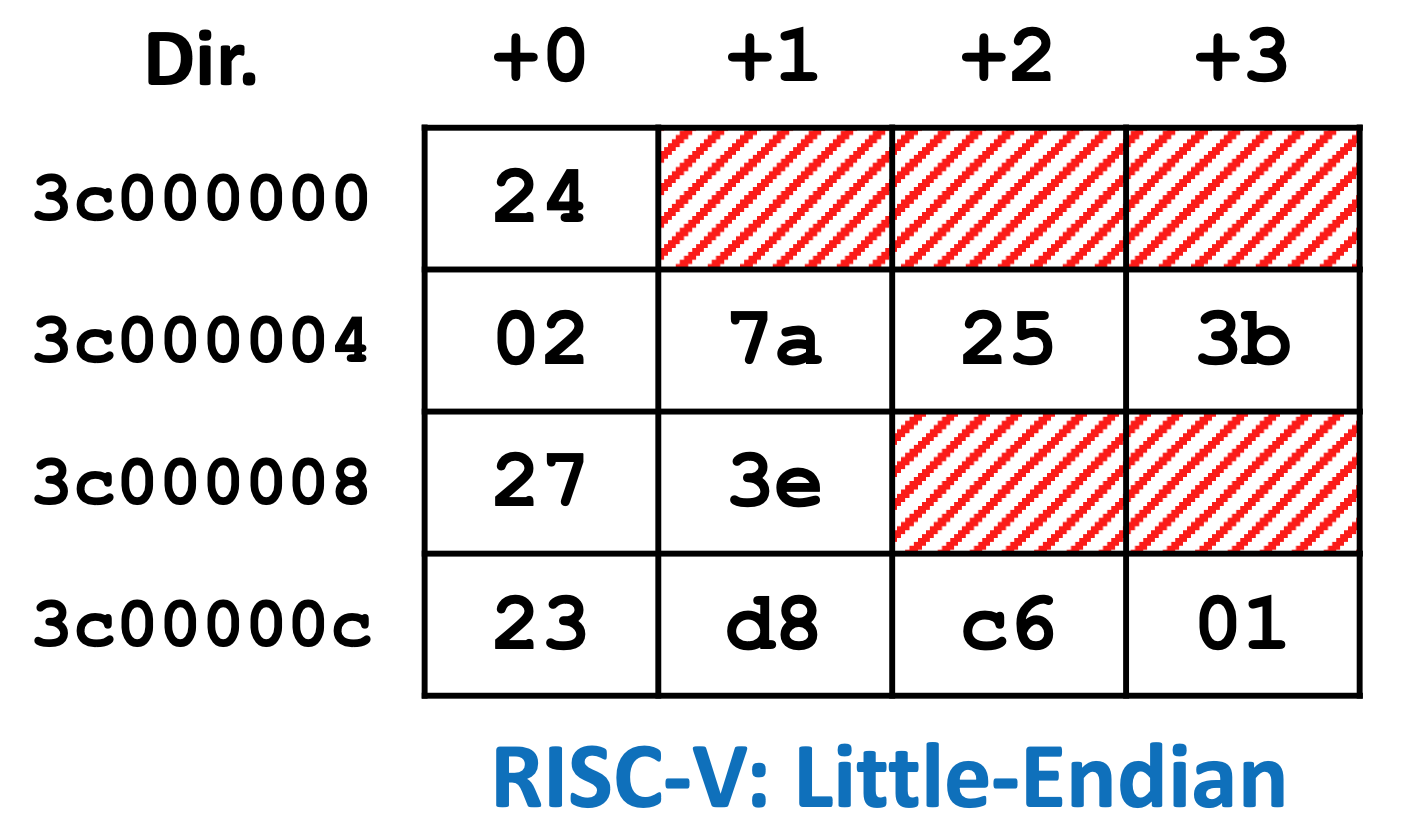 Dir. +0 +1 +2 +3
3c000000 24
3c000004 02 7a 25 3b
3c000008 27 3e
3c00000c 23 d8 c6 01
RISC-V: Little-Endian